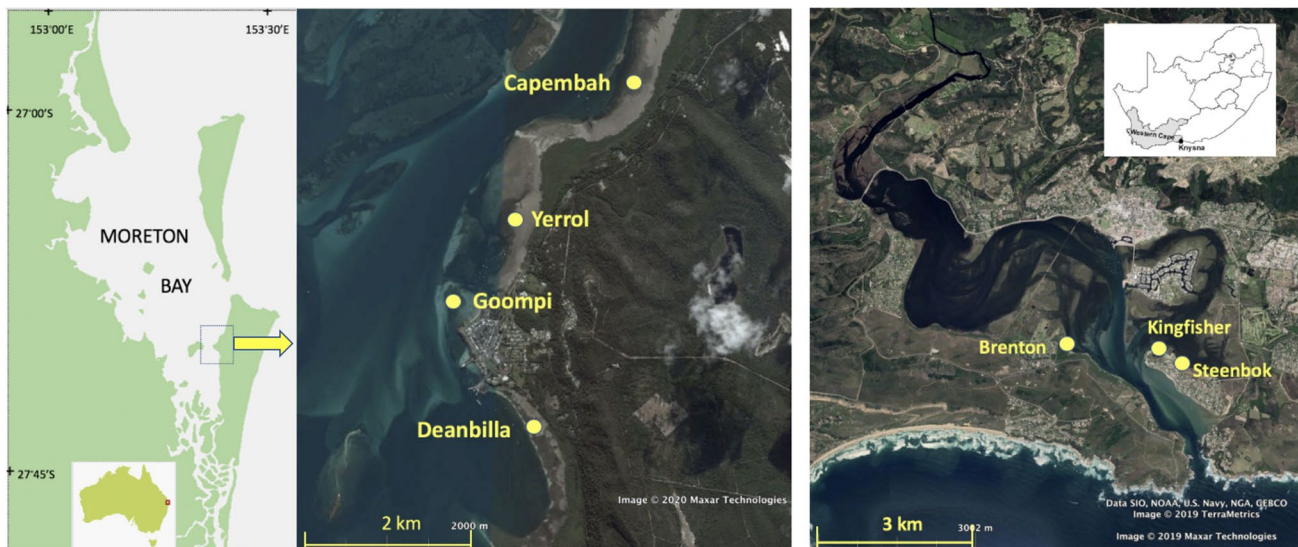 153°00'E
153°30'E
27°00'S
MORETON
BAY
27°45'S
Capembah
Yerrol
Goompi
Deanbilla
Image © 2020 Maxar Technologies
2 km
2000 m
Western Cape
Knysna
Kingfisher
Brenton
Steenbok
Data SIO, NOAA, U.S. Navy, NGA, GEBCO
Image © 2019 TerraMetrics
3 km
3002 m
Image © 2019 Maxar Technologies